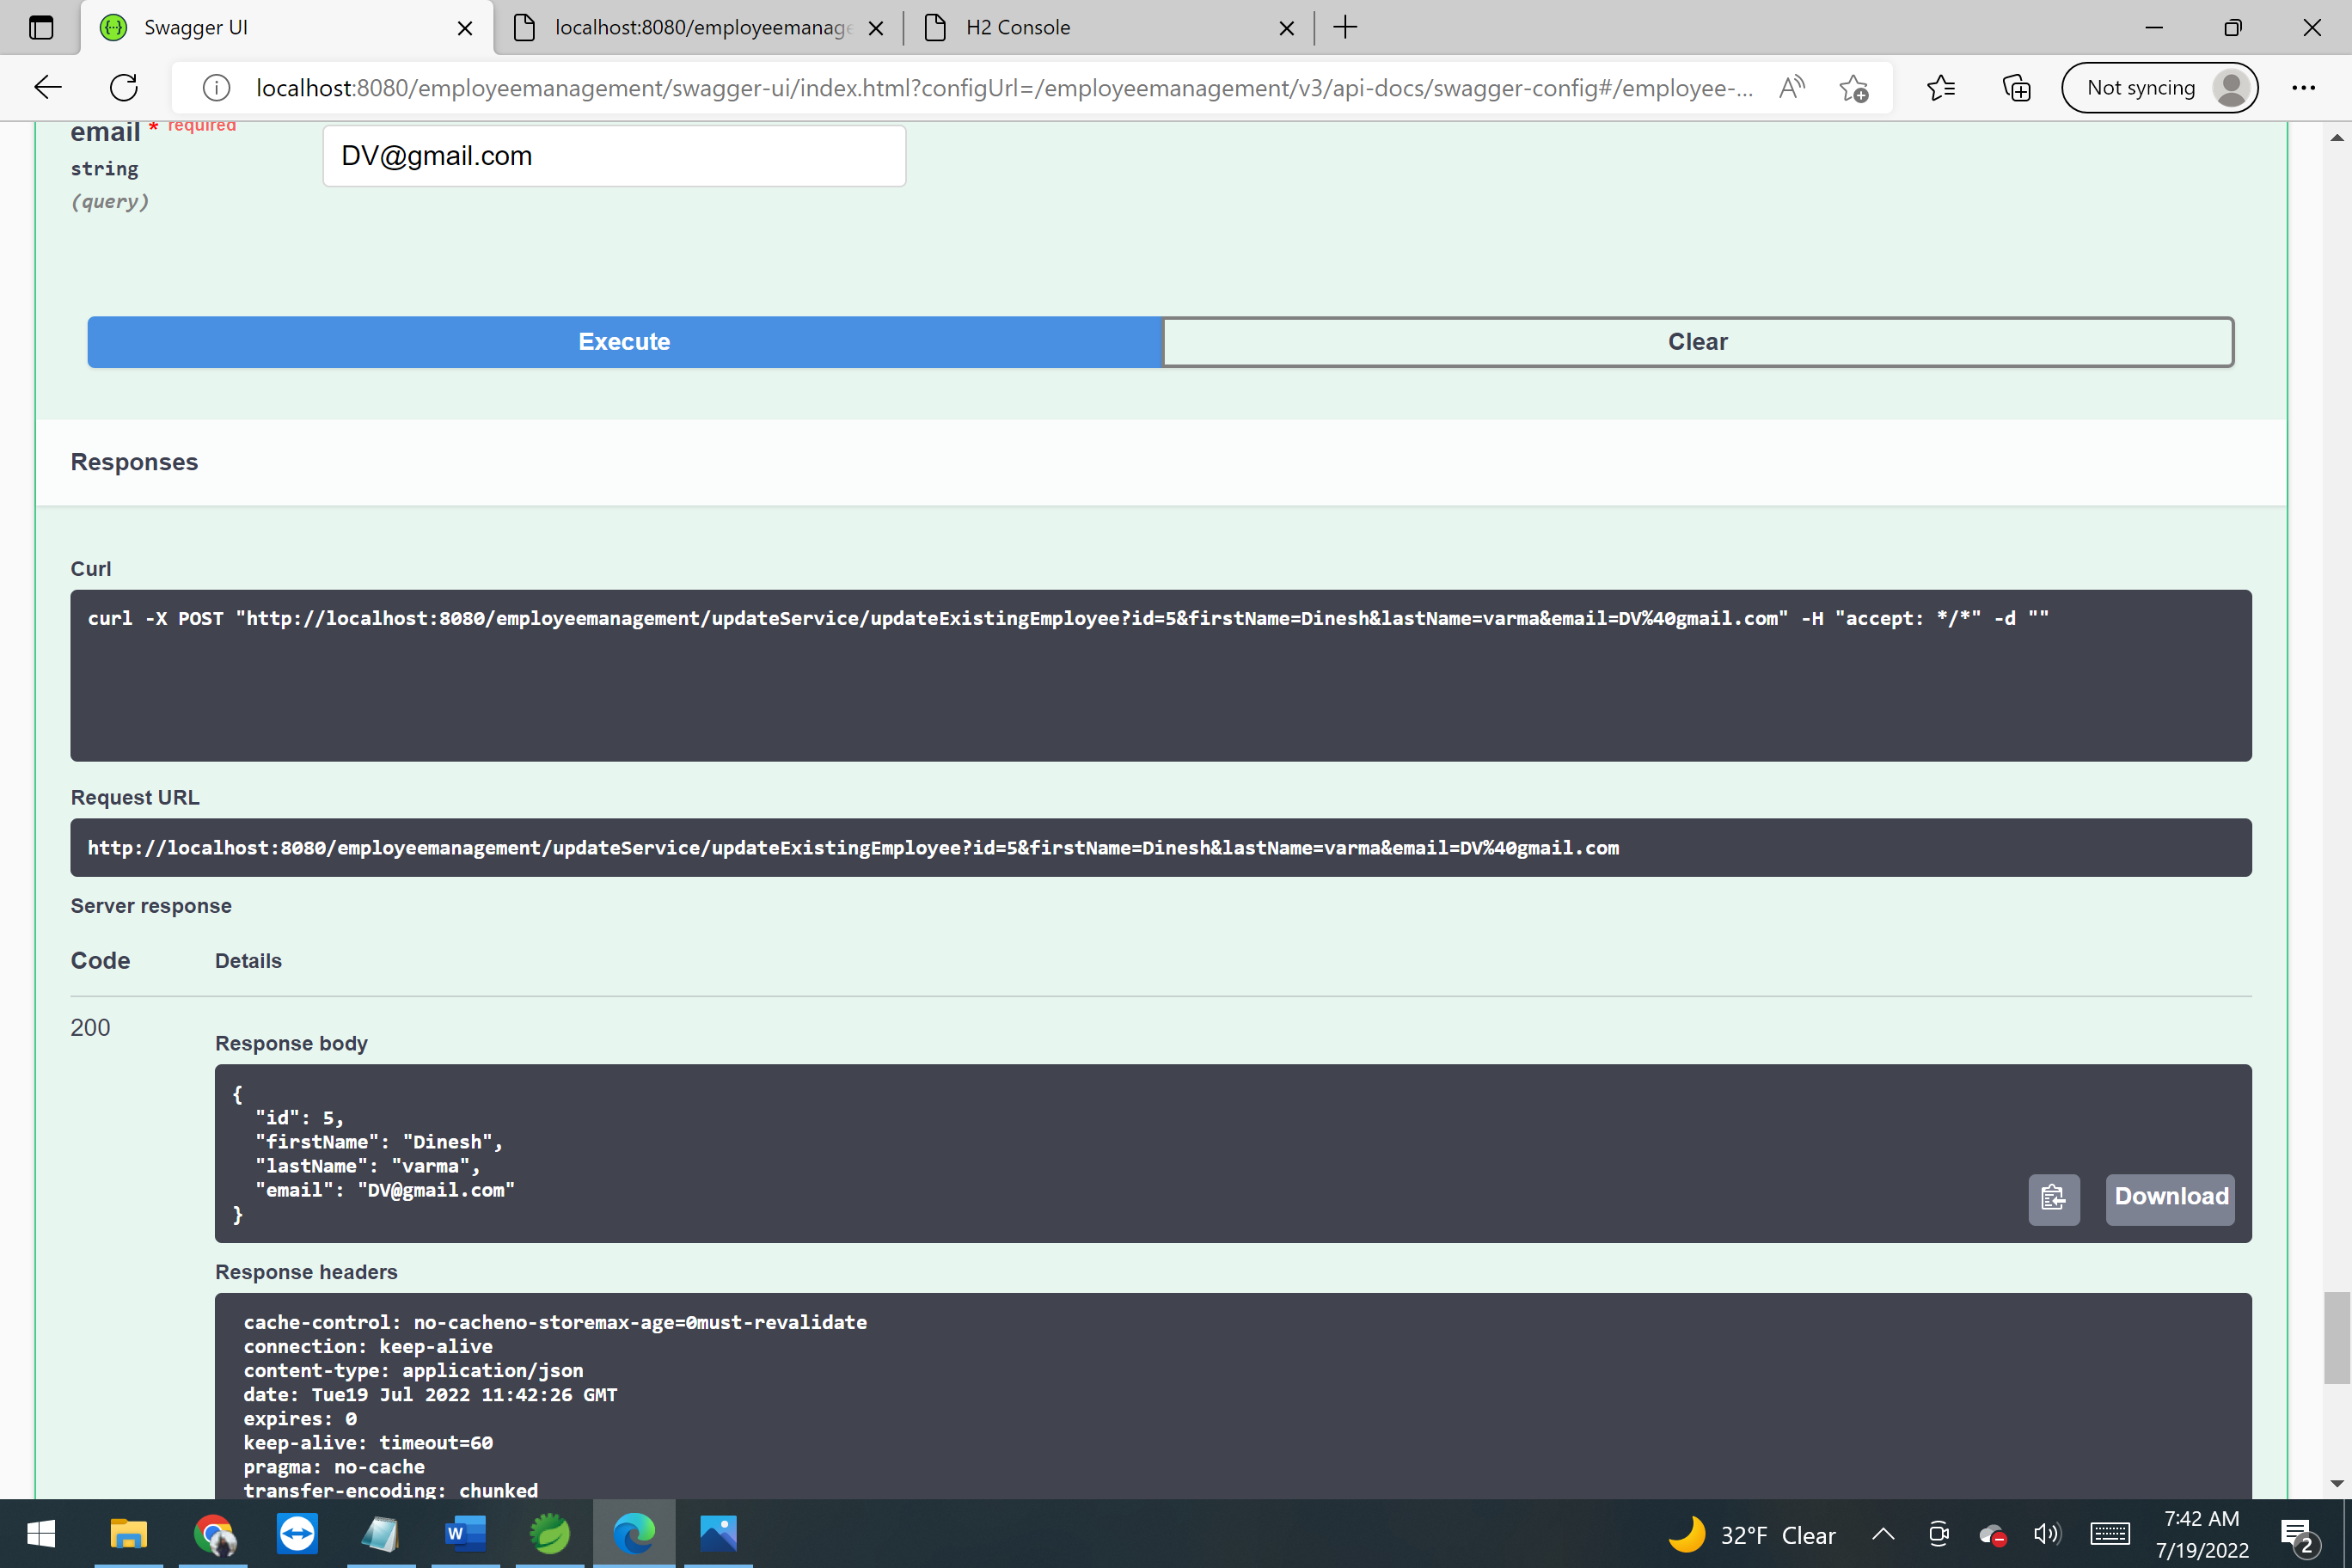 Swagger UI
localhost:8080/employeemanage
H2 Console
localhost:8080/employeemanagement/swagger-ui/index.html?configUrl=/employeemanagement/v3/api-docs/swagger-config#/employee-...
Not syncing
email * required
string
(query)
DV@gmail.com
Execute
Clear
Responses
Curl
curl -X POST "http://localhost:8080/employeemanagement/updateService/updateExistingEmployee?id=5&firstName=Dinesh&lastName=varma&email=DV%40gmail.com" -H "accept: */*" -d ""
Request URL
http://localhost:8080/employeemanagement/updateService/updateExistingEmployee?id=5&firstName=Dinesh&lastName=varma&email=DV%40gmail.com
Server response
Code Details
200
Response body
{
"id": 5,
"firstName": "Dinesh",
"lastName": "varma",
"email": "DV@gmail.com"
}
Download
Response headers
cache-control: no-cacheno-storemax-age=0must-revalidate
connection: keep-alive
content-type: application/json
date: Tue19 Jul 2022 11:42:26 GMT
expires: 0
keep-alive: timeout=60
pragma: no-cache
transfer-encoding: chunked
32°F Clear
7:42 AM
7/19/2022
2